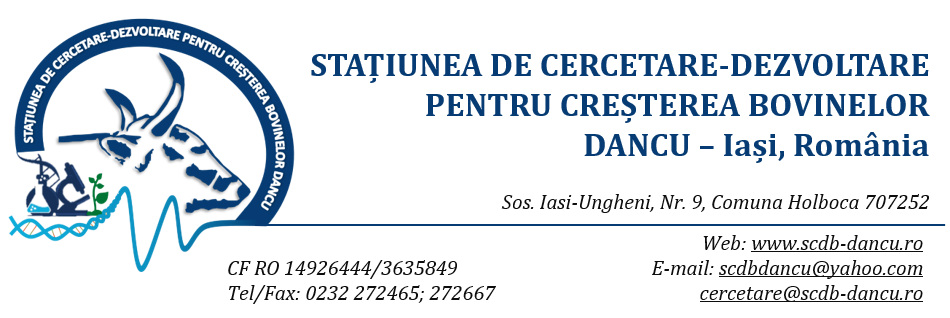 STAȚIUNEA DE CERCETARE-DEZVOLTARE PENTRU CREȘTEREA BOVINELOR DANCU
STAȚIUNEA DE CERCETARE-DEZVOLTARE
PENTRU CREȘTEREA BOVINELOR
DANCU – Iași, România
Sos. Iasi-Ungheni, Nr. 9, Comuna Holboca 707252
Web: www.scdb-dancu.ro
CF RO 14926444/3635849
E-mail: scdbdancu@yahoo.com
Tel/Fax: 0232 272465; 272667
cercetare@scdb-dancu.ro